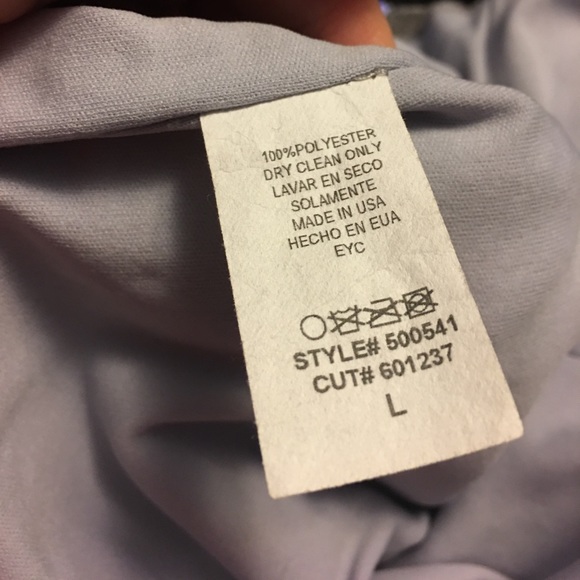 100%POLYESTER
DRY CLEAN ONLY
LAVAR EN SECO
SOLAMENTE
MADE IN USA
HECHO EN EUA
EYC
STYLE# 500541
CUT# 601237
L